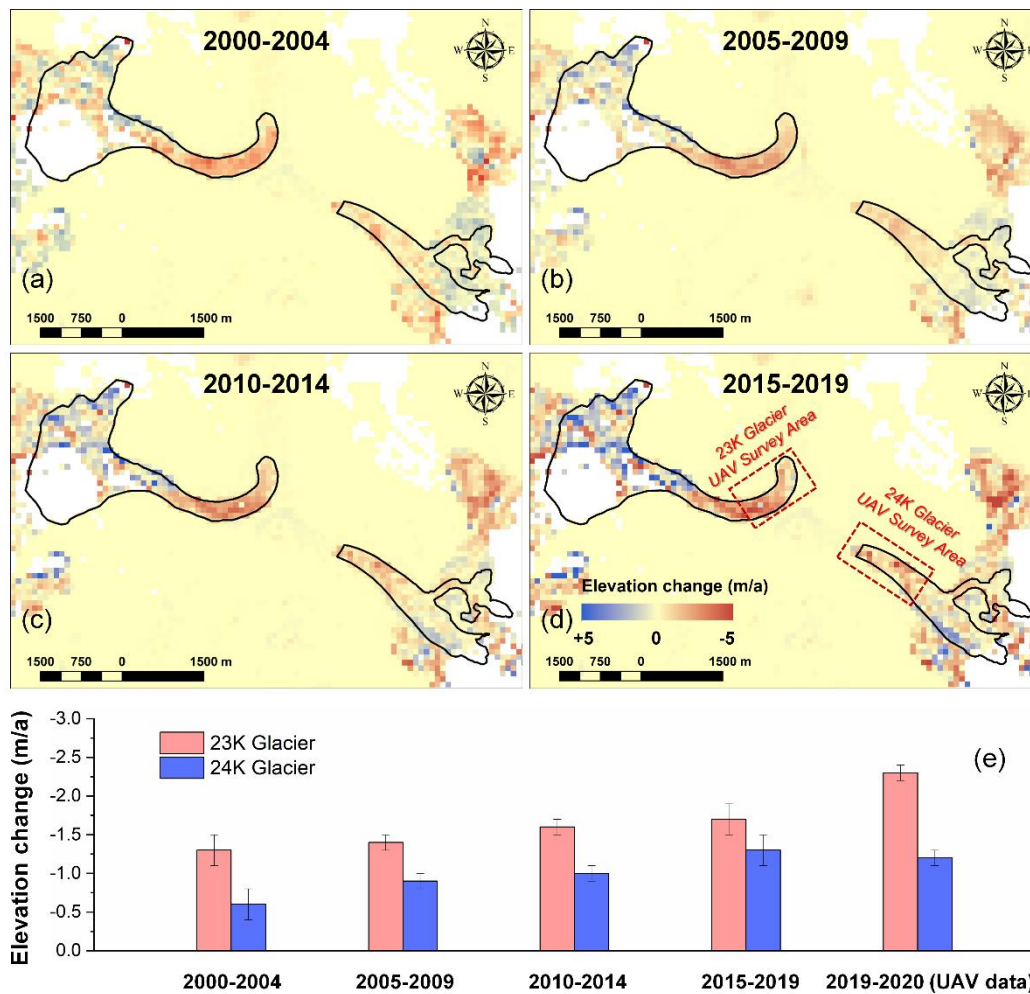 2000-2004
N
W E
S
(a)
1500 750 0 1500 m
2005-2009
N
W E
S
(b)
1500 750 0 1500 m
2010-2014
N
W E
S
(c)
1500 750 0 1500 m
2015-2019
N
W E
S
23K Glacier
UAV Survey Area
24K Glacier
UAV Survey Area
Elevation change (m/a)
+5 0 -5
(d)
1500 750 0 1500 m
Elevation change (m/a)
-3.0
-2.5
-2.0
-1.5
-1.0
-0.5
0.0
23K Glacier
24K Glacier
(e)
2000-2004 2005-2009 2010-2014 2015-2019 2019-2020 (UAV data)